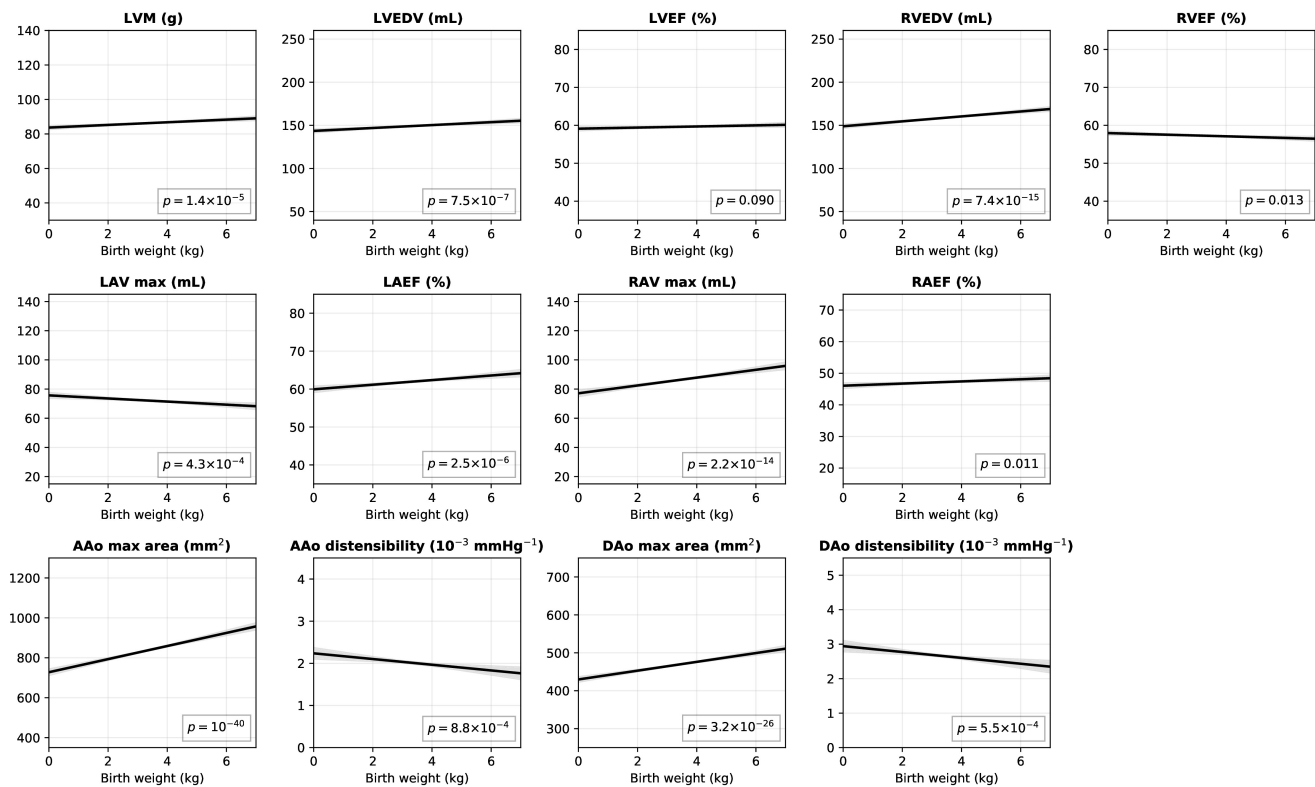 LVM (g)
140
120
100
80
60
40
0 2 4 6
Birth weight (kg)
p = 1.4×10⁻⁵
LVEDV (mL)
250
200
150
100
50
0 2 4 6
Birth weight (kg)
p = 7.5×10⁻⁷
LVEF (%)
80
70
60
50
40
0 2 4 6
Birth weight (kg)
p = 0.090
RVEDV (mL)
250
200
150
100
50
0 2 4 6
Birth weight (kg)
p = 7.4×10⁻¹⁵
RVEF (%)
80
70
60
50
40
0 2 4 6
Birth weight (kg)
p = 0.013
LAV max (mL)
140
120
100
80
60
40
20
0 2 4 6
Birth weight (kg)
p = 4.3×10⁻⁴
LAEF (%)
80
70
60
50
40
0 2 4 6
Birth weight (kg)
p = 2.5×10⁻⁶
RAV max (mL)
140
120
100
80
60
40
20
0 2 4 6
Birth weight (kg)
p = 2.2×10⁻¹⁴
RAEF (%)
70
60
50
40
30
20
0 2 4 6
Birth weight (kg)
p = 0.011
AAo max area (mm²)
1200
1000
800
600
400
0 2 4 6
Birth weight (kg)
p = 10⁻⁴⁰
AAo distensibility (10⁻³ mmHg⁻¹)
4
3
2
1
0
0 2 4 6
Birth weight (kg)
p = 8.8×10⁻⁴
DAo max area (mm²)
700
600
500
400
300
0 2 4 6
Birth weight (kg)
p = 3.2×10⁻²⁶
DAo distensibility (10⁻³ mmHg⁻¹)
5
4
3
2
1
0
0 2 4 6
Birth weight (kg)
p = 5.5×10⁻⁴